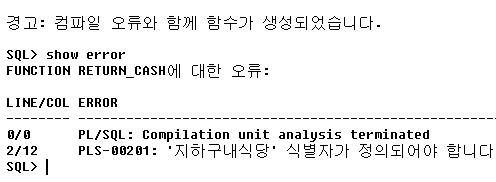 경고: 컴파일 오류와 함께 함수가 생성되었습니다.
SQL> show error
FUNCTION RETURN_CASH에 대한 오류:
LINE/COL ERROR
-------- -----------------------------------------------------------------
0/0      PL/SQL: Compilation unit analysis terminated
2/12     PLS-00201: '지하구내식당' 식별자가 정의되어야 합니다
SQL>